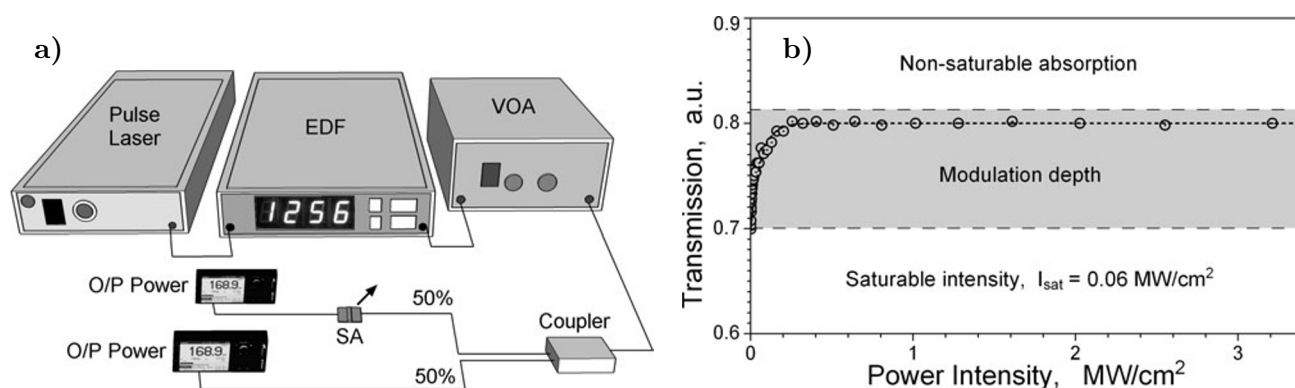 a)
Pulse
Laser
EDF
1256
VOA
O/P Power
168.9
50%
SA
Coupler
O/P Power
168.9
50%
b)
Transmission, a.u.
0.8
0.7
0.6
Non-saturable absorption
Modulation depth
Saturable intensity, Isat = 0.06 MW/cm²
0 1 2 3
Power Intensity, MW/cm²